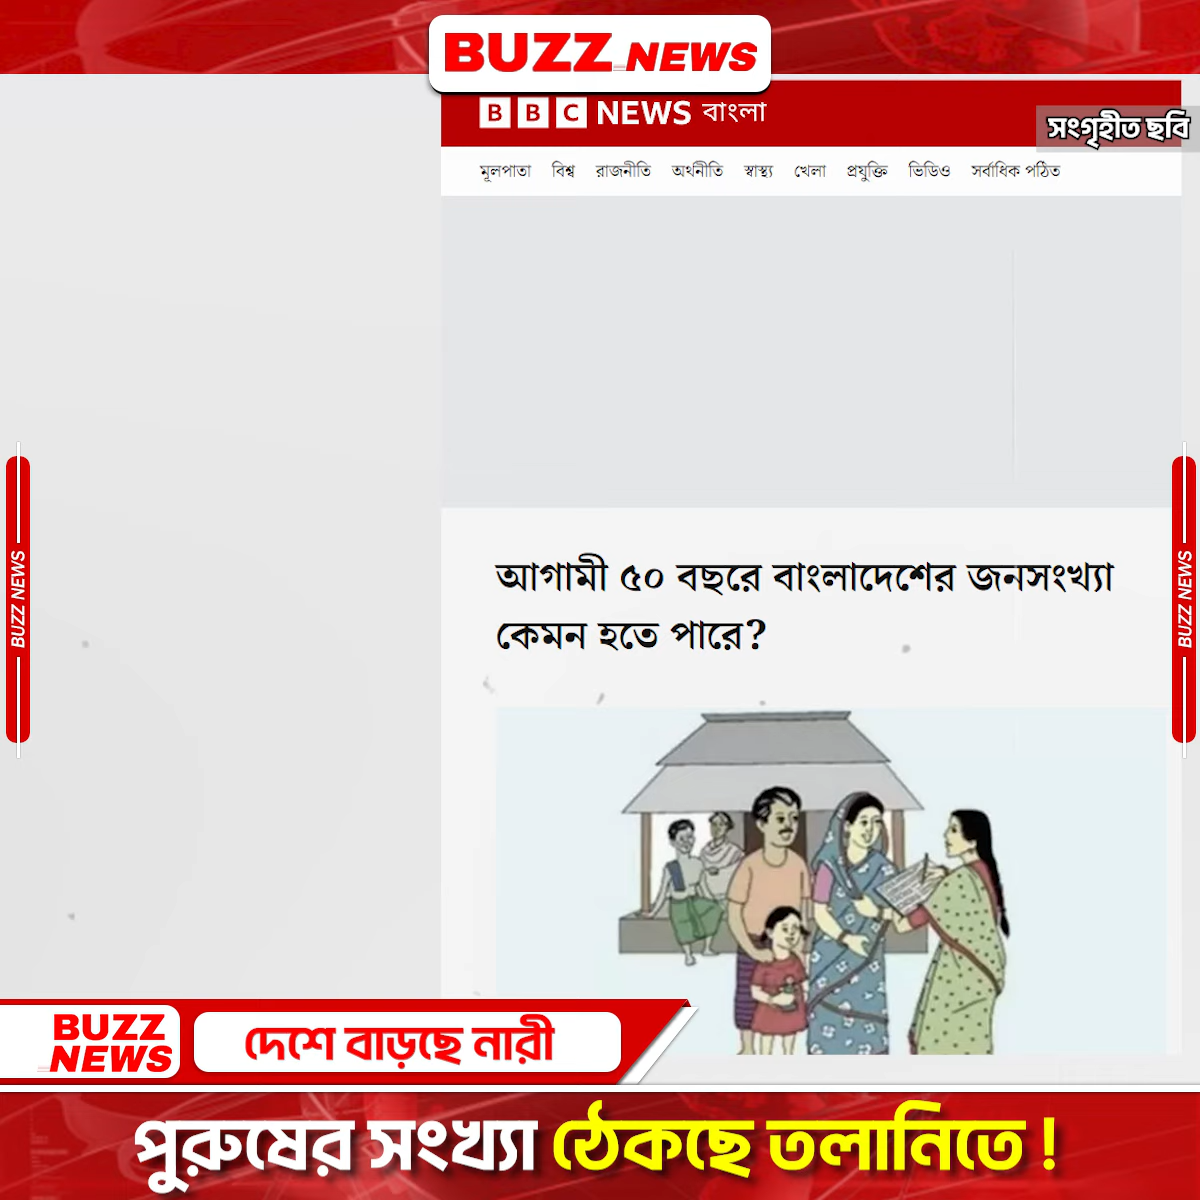 BUZZ NEWS
BBC NEWS বাংলা
সংগৃহীত ছবি
মূলপাতা বিশ্ব রাজনীতি অর্থনীতি স্বাস্থ্য খেলা প্রযুক্তি ভিডিও সর্বাধিক পঠিত
BUZZ NEWS
BUZZ NEWS
আগামী ৫০ বছরে বাংলাদেশের জনসংখ্যা
কেমন হতে পারে?
BUZZ
NEWS
দেশে বাড়ছে নারী
পুরুষের সংখ্যা ঠেকছে তলানিতে !